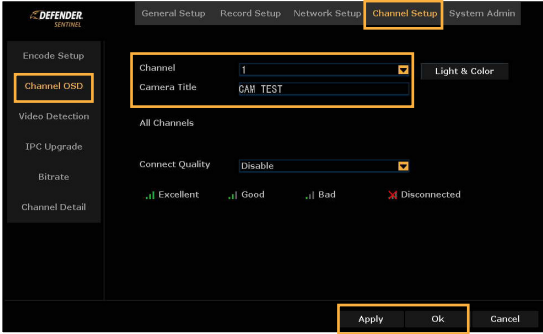 DEFENDER
SENTINEL
General Setup Record Setup Network Setup Channel Setup System Admin
Encode Setup
Channel OSD
Video Detection
IPC Upgrade
Bitrate
Channel Detail
Channel 1 Light & Color
Camera Title CAM TEST
All Channels
Connect Quality Disable
Excellent Good Bad Disconnected
Apply Ok Cancel